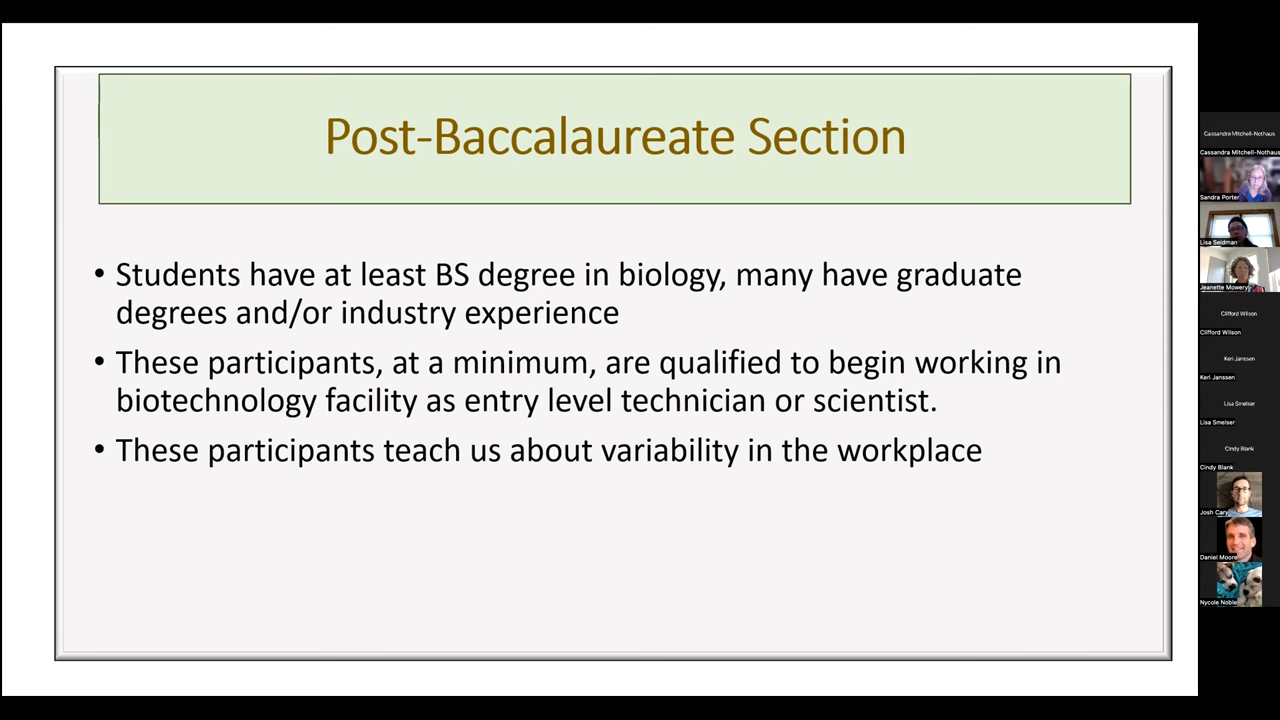 Post-Baccalaureate Section
• Students have at least BS degree in biology, many have graduate
degrees and/or industry experience
• These participants, at a minimum, are qualified to begin working in
biotechnology facility as entry level technician or scientist.
• These participants teach us about variability in the workplace
Cassandra Mitchell-Nothaus
Cassandra Mitchell-Nothaus
Sandra Porter
Lisa Seidman
Jeanette Mowery
Clifford Wilson
Clifford Wilson
Keri Janssen
Keri Janssen
Lisa Smelser
Lisa Smelser
Cindy Blank
Cindy Blank
Josh Cary
Daniel Moore
Nycole Noble